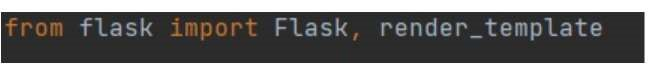 from flask import Flask, render_template